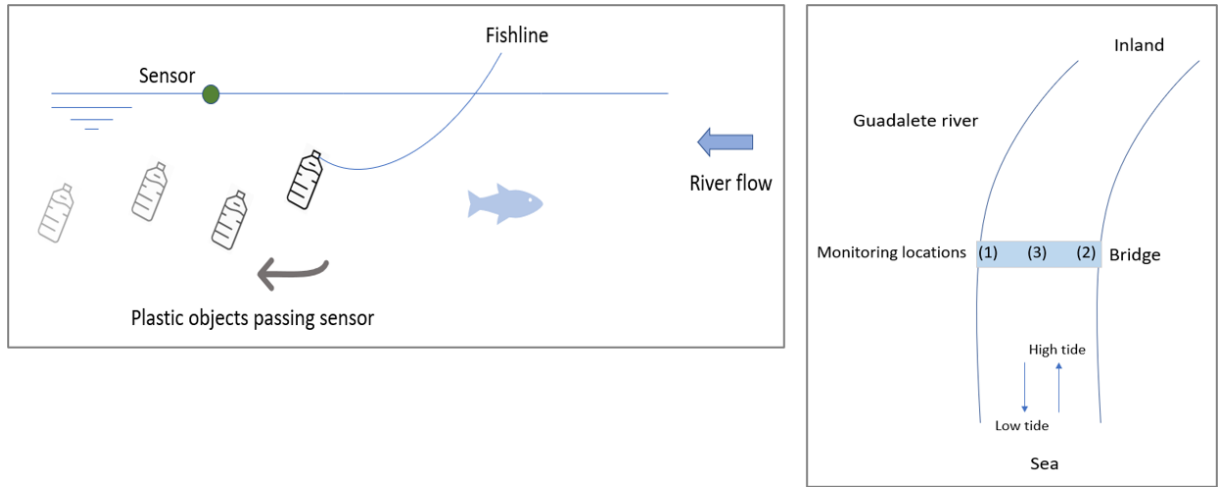 Fishline
Sensor
River flow
Plastic objects passing sensor
Inland
Guadalete river
Monitoring locations (1) (3) (2) Bridge
High tide
Low tide
Sea